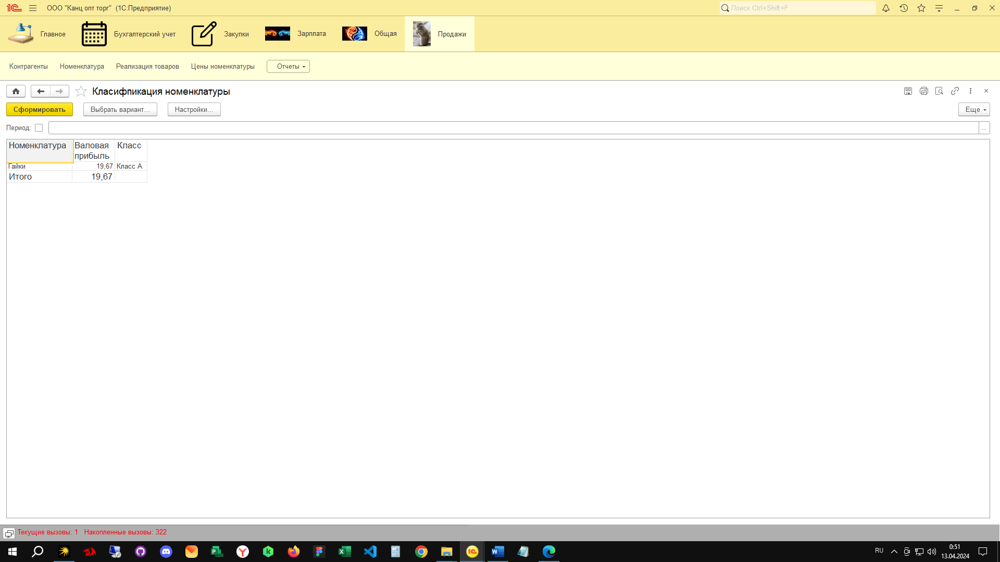 ООО "Канц опт торг" (1С:Предприятие)
Поиск Ctrl+Shift+F
Главное
Бухгалтерский учет
Закупки
Зарплата
Общая
Продажи
Контрагенты
Номенклатура
Реализация товаров
Цены номенклатуры
Отчеты
Класифпикация номенклатуры
Сформировать
Выбрать вариант...
Настройки...
Еще
Период:
...
Номенклатура Валовая прибыль Класс
Гайки 19,67 Класс А
Итого 19,67
Текущие вызовы: 1 Накопленные вызовы: 322
RU
0:51
13.04.2024